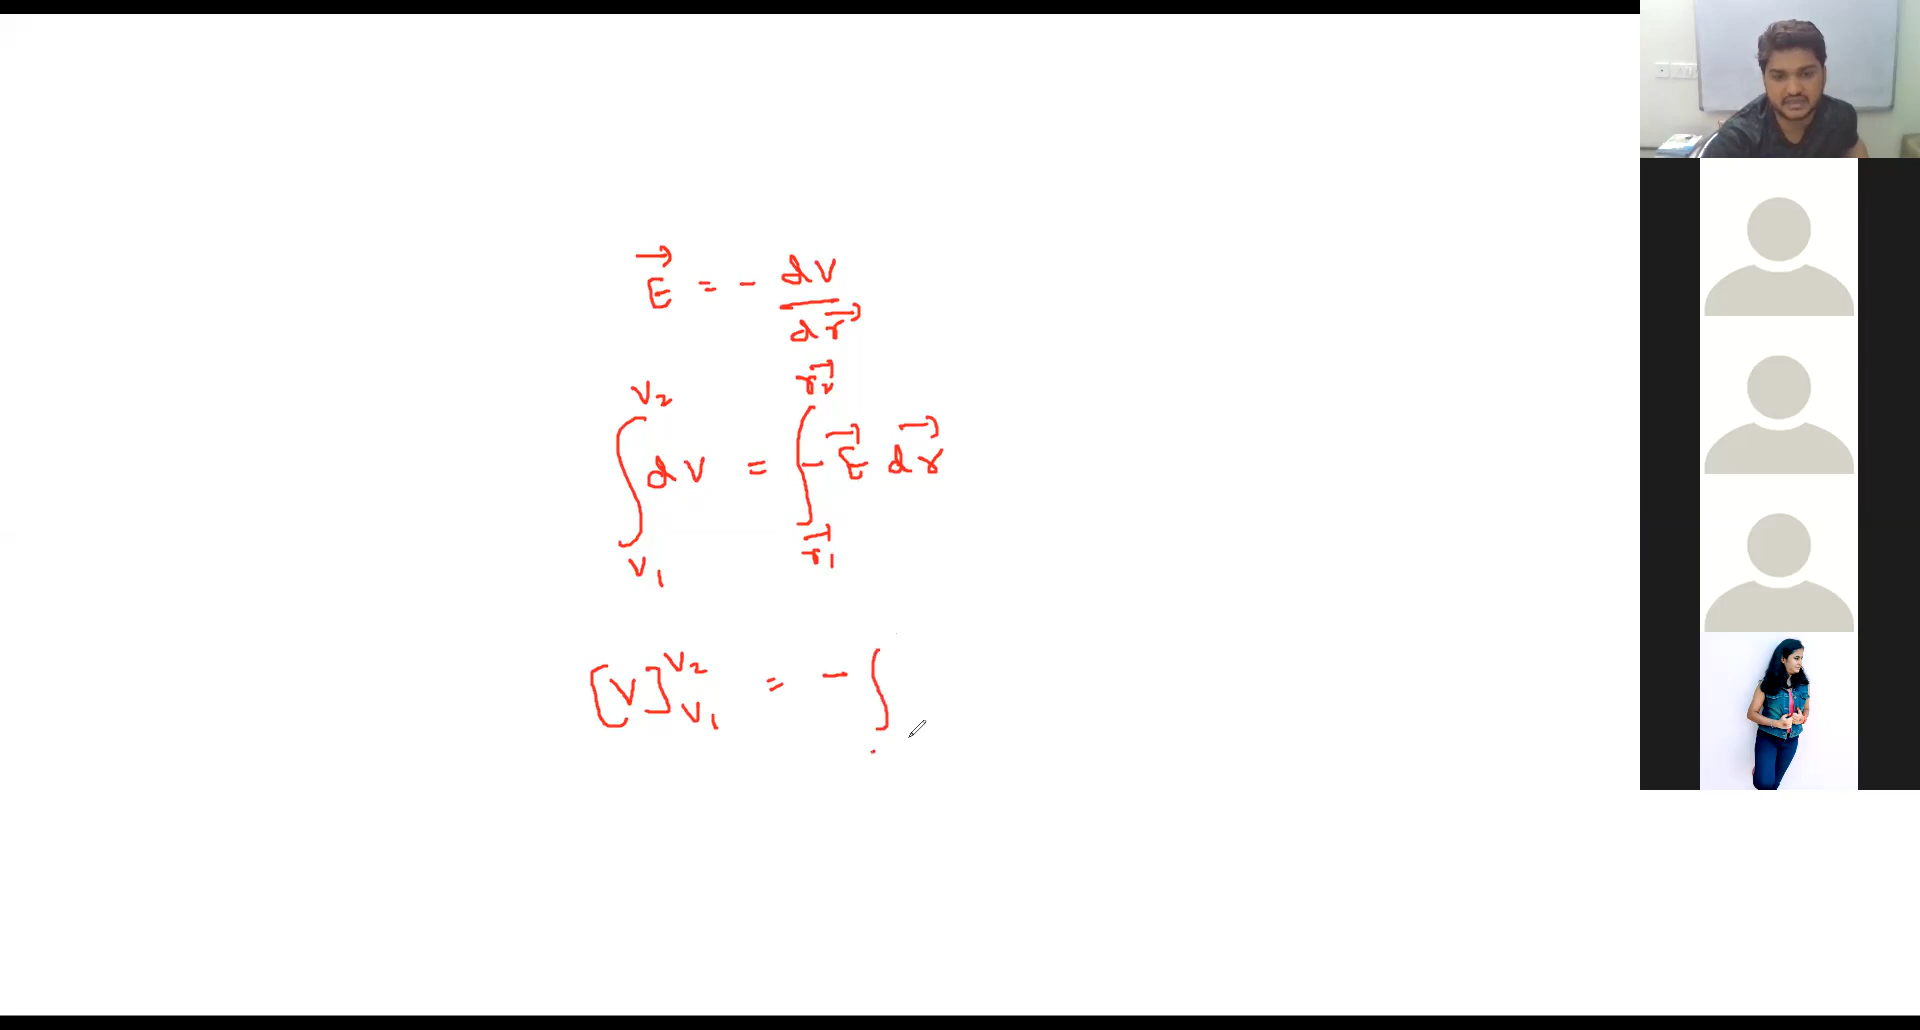 E⃗ = - dV/dr⃗
∫_{V₁}^{V₂} dV = ∫_{r⃗₁}^{r⃗₂} -E⃗ dr⃗
[V]_{V₁}^{V₂} = - ∫